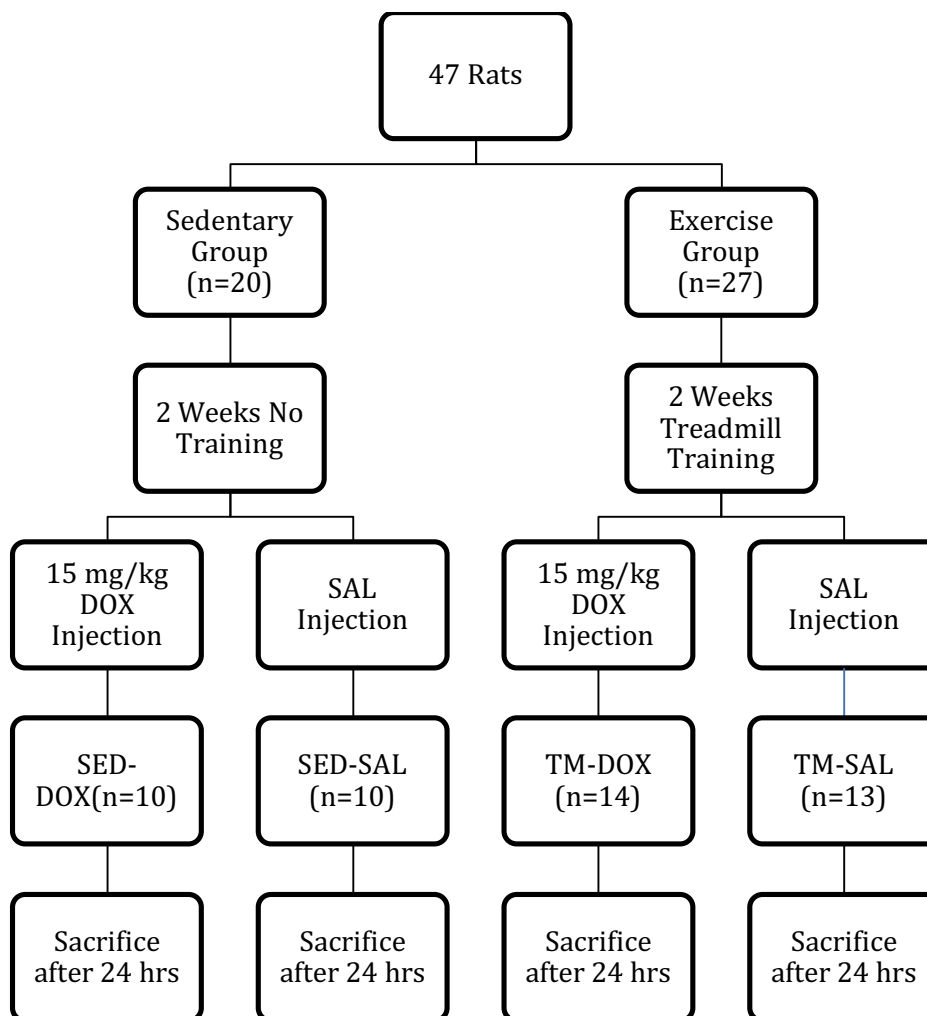 47 Rats
Sedentary
Group
(n=20)
Exercise
Group
(n=27)
2 Weeks No
Training
2 Weeks
Treadmill
Training
15 mg/kg
DOX
Injection
SAL
Injection
15 mg/kg
DOX
Injection
SAL
Injection
SED-
DOX(n=10)
SED-SAL
(n=10)
TM-DOX
(n=14)
TM-SAL
(n=13)
Sacrifice
after 24 hrs
Sacrifice
after 24 hrs
Sacrifice
after 24 hrs
Sacrifice
after 24 hrs